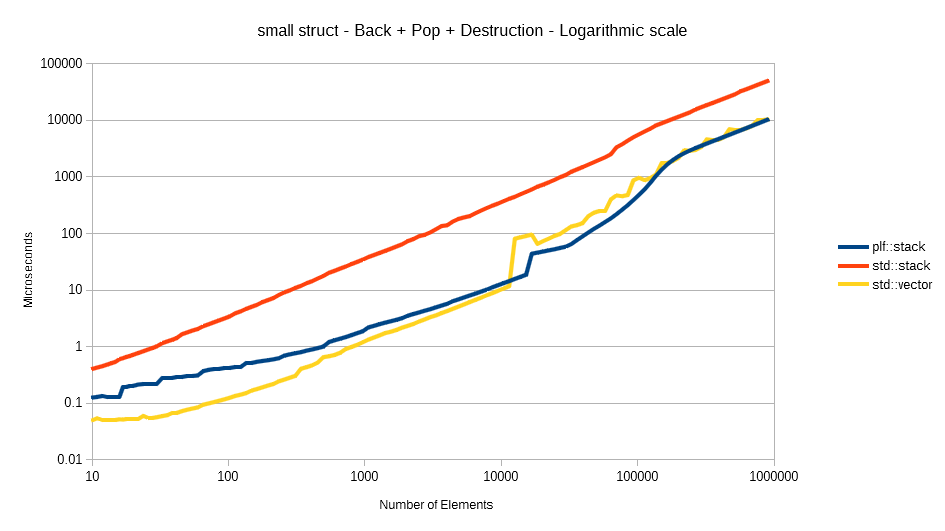 small struct - Back + Pop + Destruction - Logarithmic scale
100000
10000
1000
100
10
1
0.1
0.01
Microseconds
10 100 1000 10000 100000 1000000
Number of Elements
plf::stack
std::stack
std::vector